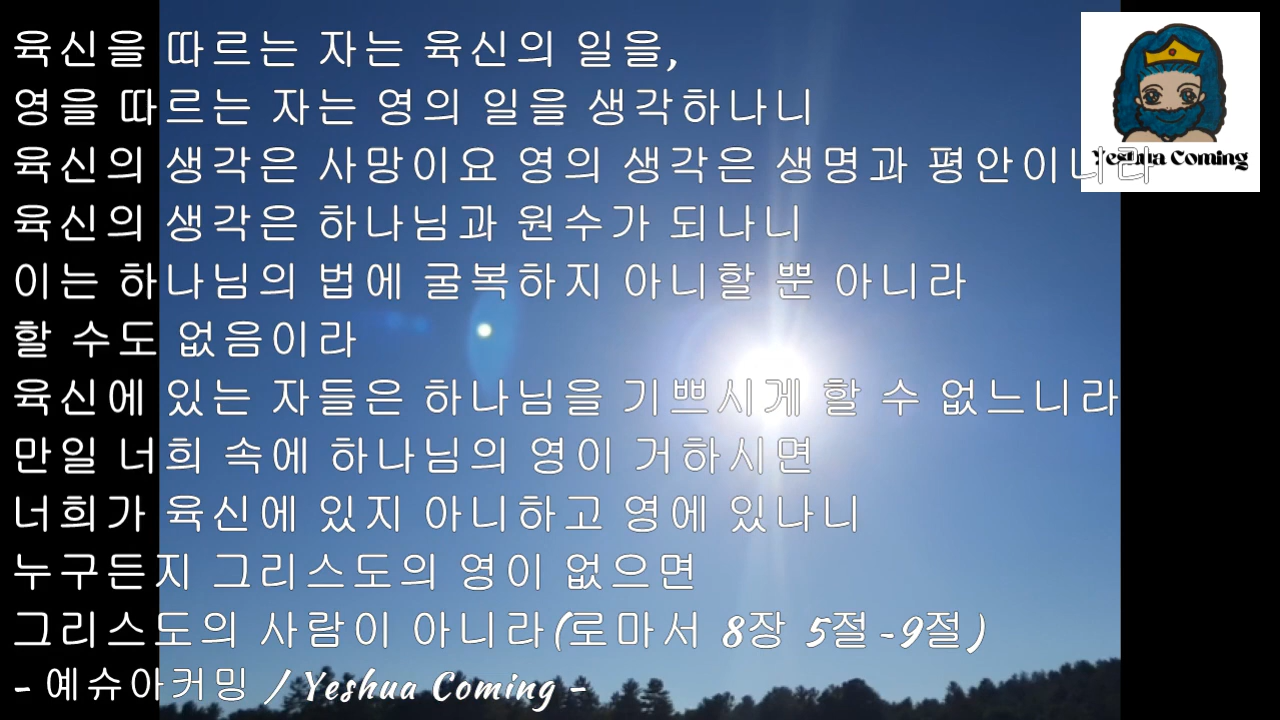 육신을 따르는 자는 육신의 일을,
영을 따르는 자는 영의 일을 생각하나니
육신의 생각은 사망이요 영의 생각은 생명과 평안이니라
육신의 생각은 하나님과 원수가 되나니
이는 하나님의 법에 굴복하지 아니할 뿐 아니라
할 수도 없음이라
육신에 있는 자들은 하나님을 기쁘시게 할 수 없느니라
만일 너희 속에 하나님의 영이 거하시면
너희가 육신에 있지 아니하고 영에 있나니
누구든지 그리스도의 영이 없으면
그리스도의 사람이 아니라(로마서 8장 5절-9절)
- 예슈아커밍 / Yeshua Coming -
Yeshua Coming